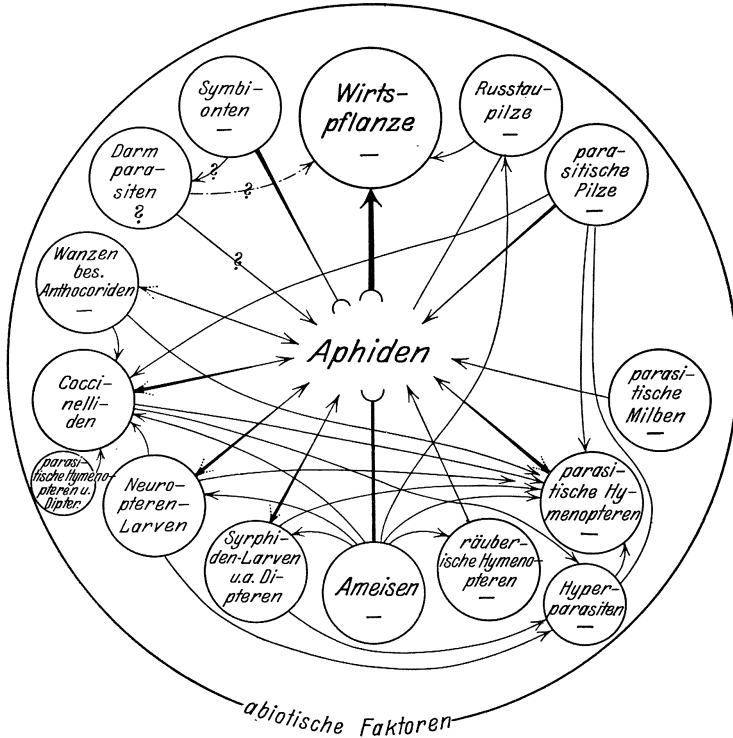 Symbi-
onten
—
Wirts-
pflanze
—
Russtau-
pilze
—
Darm
para-
siten
?
para-
sitische
Pilze
—
?
?
?
Wanzen
bes.
Anthocoriden
—
Aphiden
Cocci-
nelli-
den
parasi-
tische
Milben
—
parasi-
tische Hymeno-
pteren u.
Dipter.
Neuro-
pteren-
Larven
Syrphi-
den-Larven
u.a. Di-
pteren
Ameisen
—
räuber-
ische Hymeno-
pteren
—
parasi-
tische Hy-
menopteren
—
Hyper-
parasiten
—
abiotische Faktoren